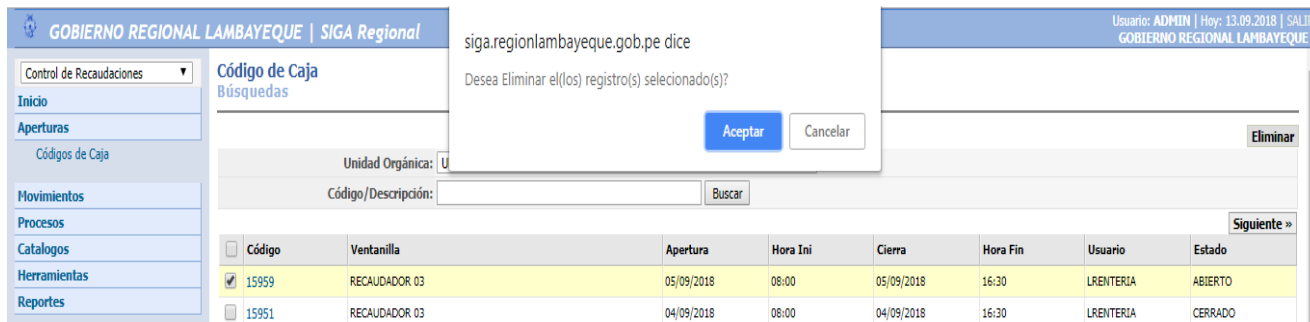 GOBIERNO REGIONAL LAMBAYEQUE | SIGA Regional
Usuario: ADMIN | Hoy: 13.09.2018 |
GOBIERNO REGIONAL LAMBAYEQUE
siga.regionlambayeque.gob.pe dice
Desea Eliminar el(los) registro(s) seleccionado(s)?
Aceptar Cancelar
Control de Recaudaciones
Inicio
Aperturas
Códigos de Caja
Movimientos
Procesos
Catalogos
Herramientas
Reportes
Código de Caja
Búsquedas
Eliminar
Unidad Orgánica: U
Código/Descripción: Buscar
Siguiente »
Código Ventanilla Apertura Hora Ini Cierra Hora Fin Usuario Estado
15959 RECAUDADOR 03 05/09/2018 08:00 05/09/2018 16:30 LRENTERIA ABIERTO
15951 RECAUDADOR 03 04/09/2018 08:00 04/09/2018 16:30 LRENTERIA CERRADO